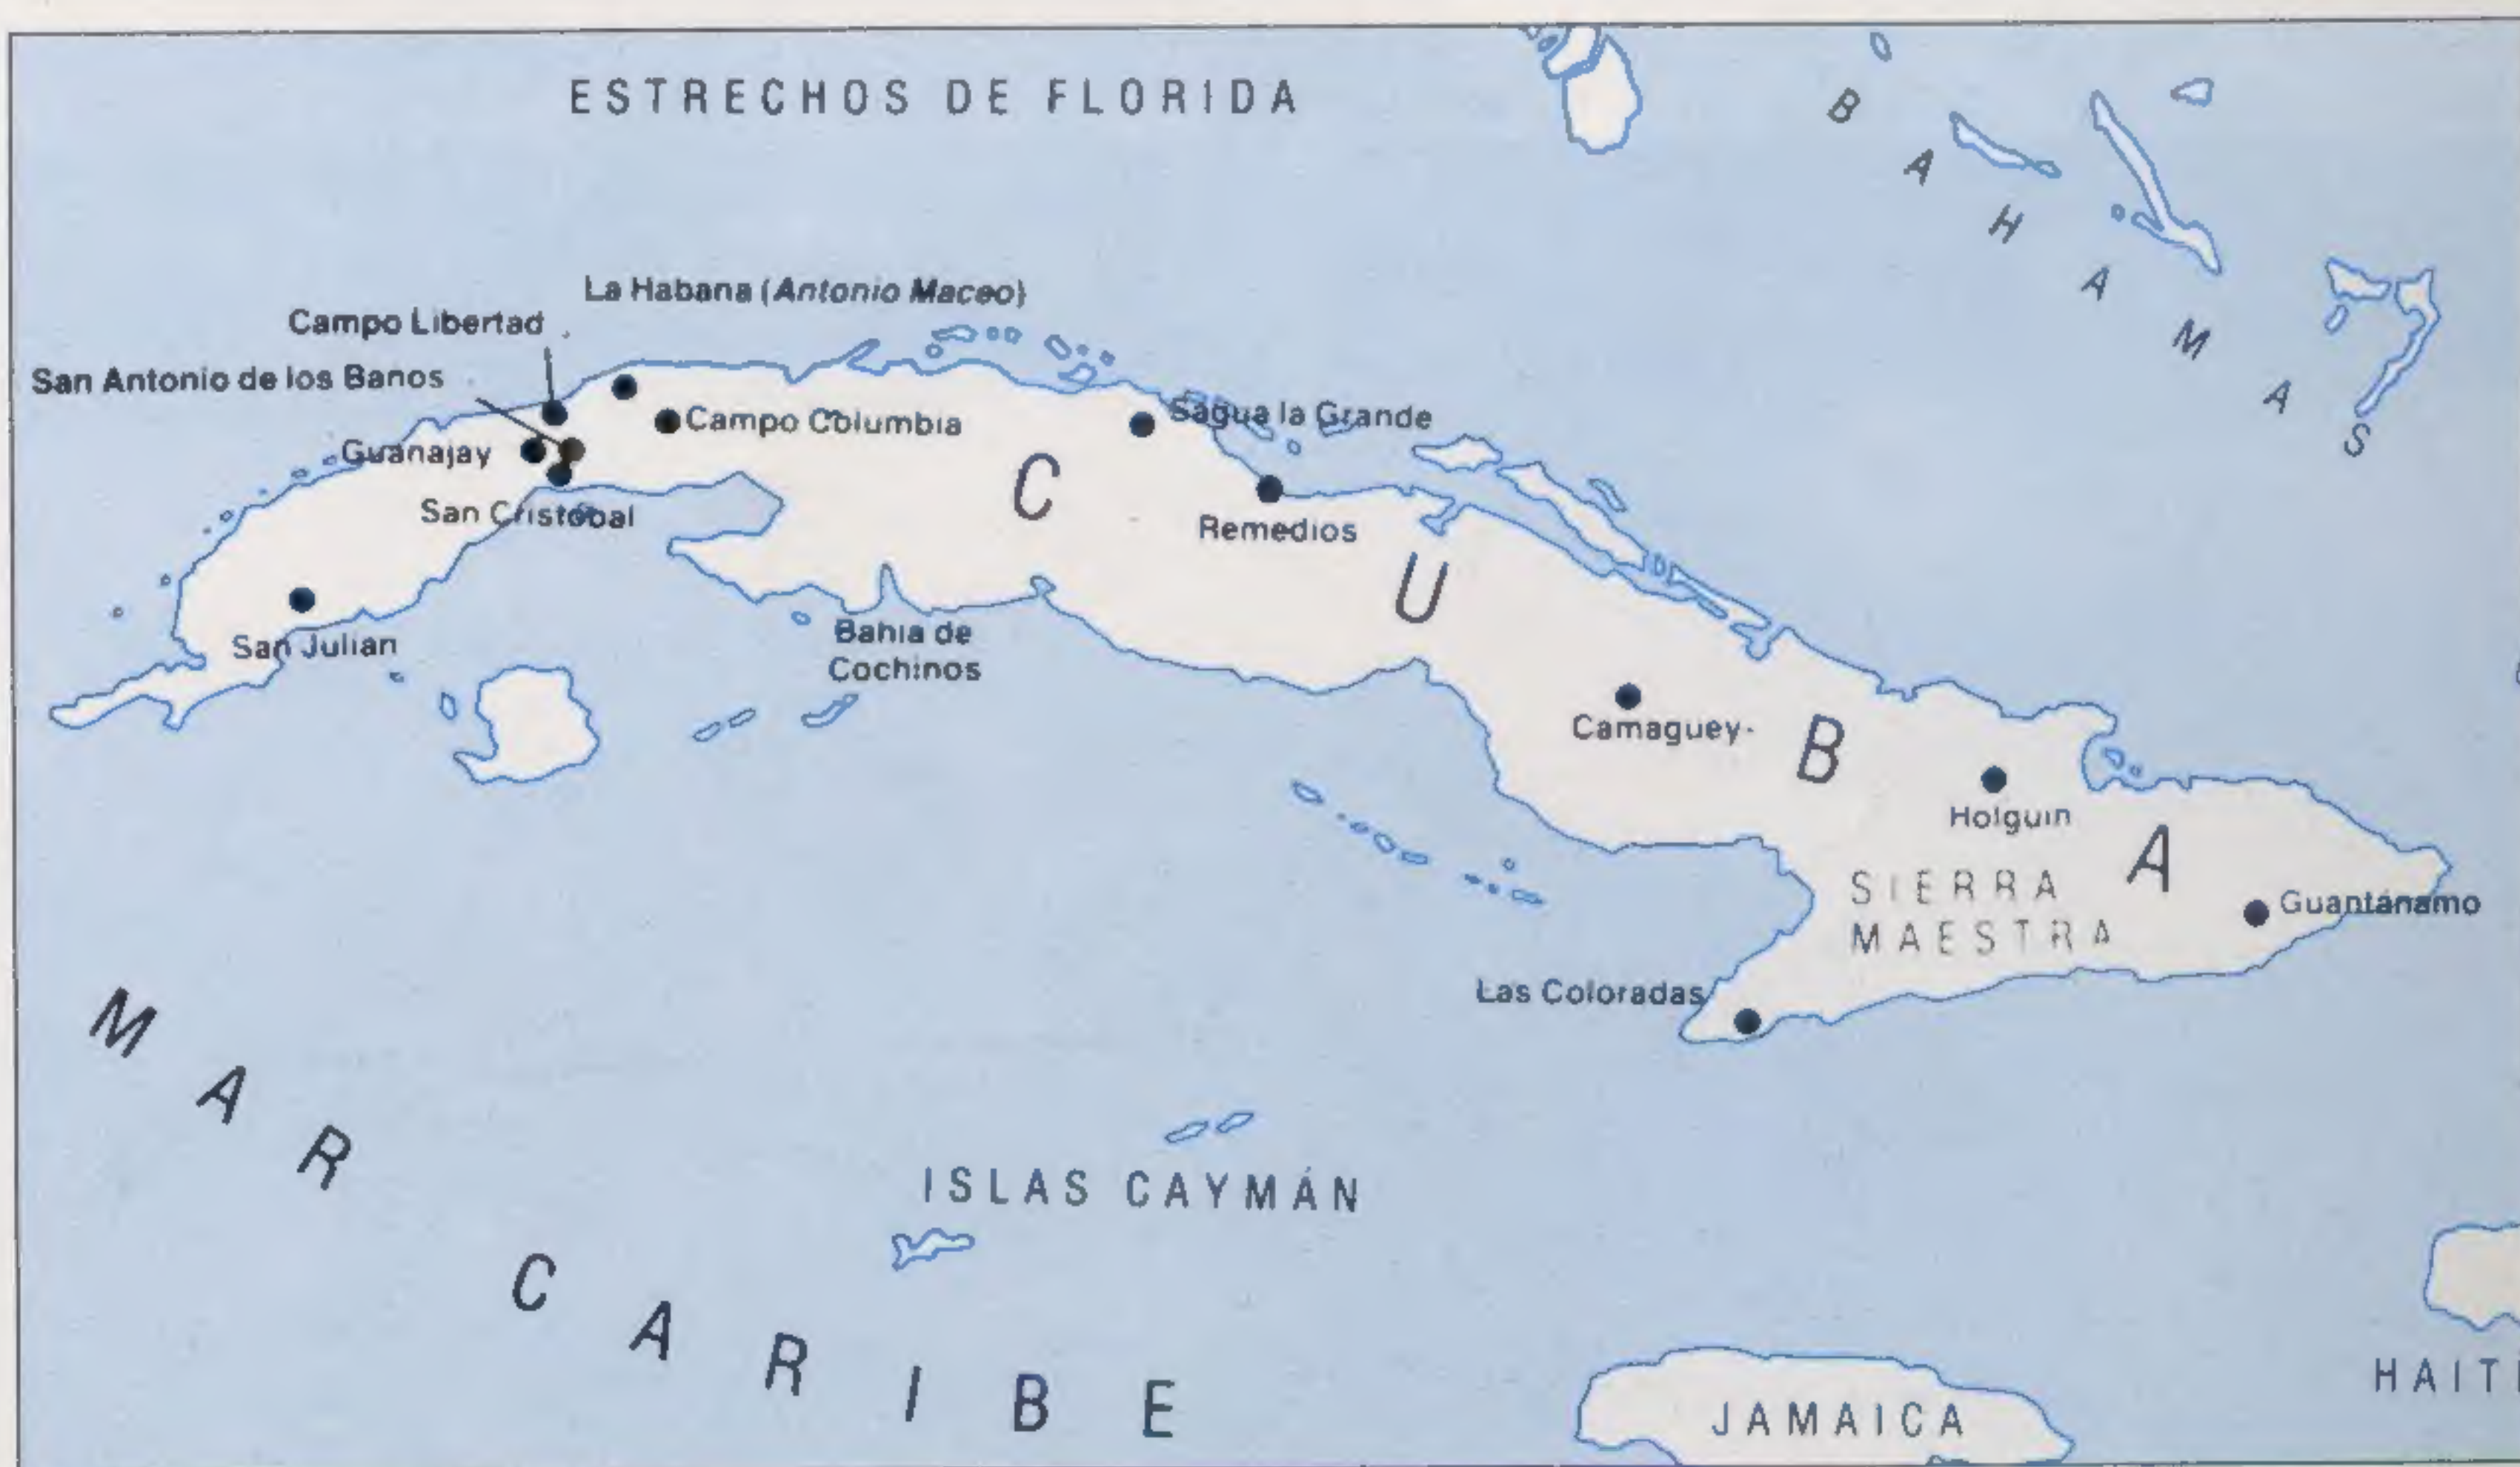 ESTRECHOS DE FLORIDA
BAHAMAS
La Habana (Antonio Maceo)
Campo Libertad
San Antonio de los Banos
Campo Columbia
Sagua la Grande
Guanajay
San Cristobal
Remedios
San Julian
Bahia de
Cochinos
CUBA
Camaguey
Holguin
SIERRA
MAESTRA
Guantánamo
Las Coloradas
MAR CARIBE
ISLAS CAYMÁN
JAMAICA
HAITI